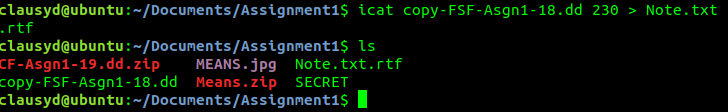 clausyd@ubuntu:~/Documents/Assignment1$ icat copy-FSF-Asgn1-18.dd 230 > Note.txt
.rtf
clausyd@ubuntu:~/Documents/Assignment1$ ls
CF-Asgn1-19.dd.zip MEANS.jpg Note.txt.rtf
copy-FSF-Asgn1-18.dd Means.zip SECRET
clausyd@ubuntu:~/Documents/Assignment1$